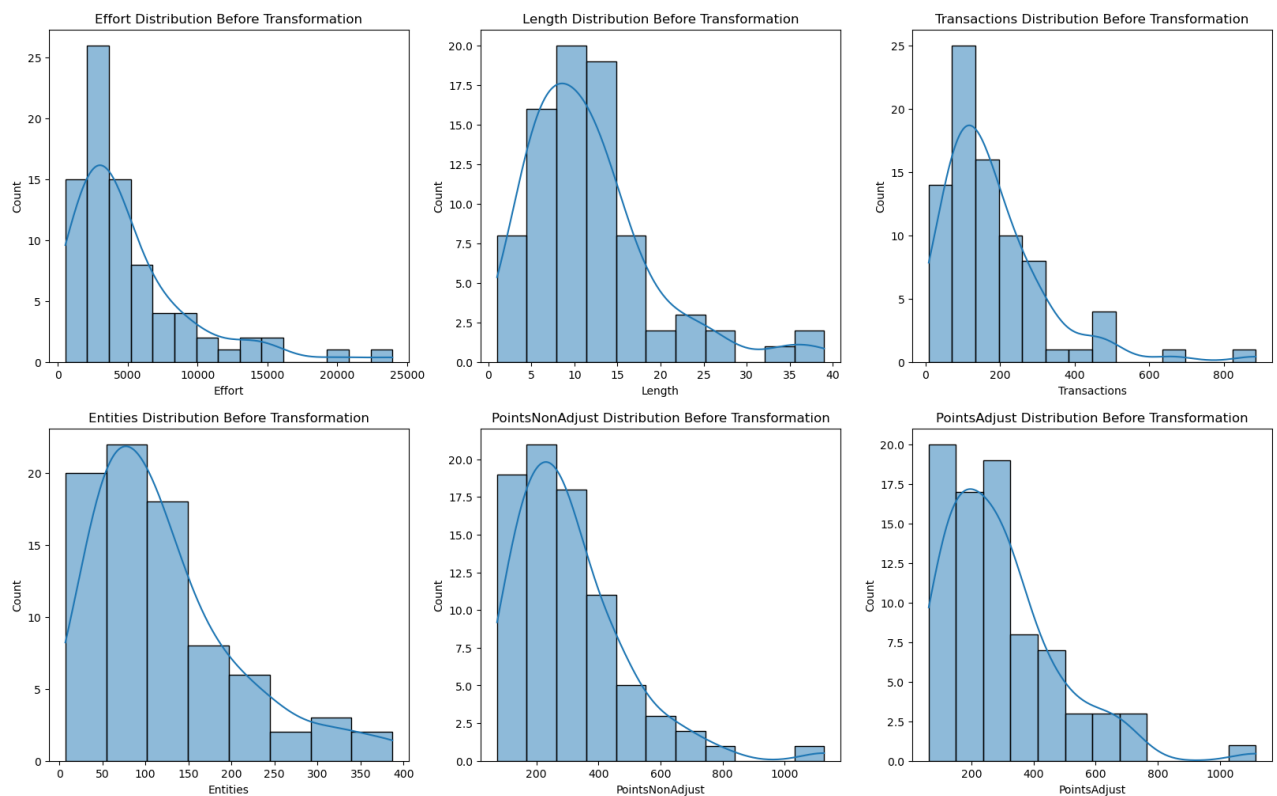 Effort Distribution Before Transformation
25
20
15
10
5
0
Count
0 5000 10000 15000 20000 25000
Effort
Length Distribution Before Transformation
20.0
17.5
15.0
12.5
10.0
7.5
5.0
2.5
0.0
Count
0 5 10 15 20 25 30 35 40
Length
Transactions Distribution Before Transformation
25
20
15
10
5
0
Count
0 200 400 600 800
Transactions
Entities Distribution Before Transformation
20
15
10
5
0
Count
0 50 100 150 200 250 300 350 400
Entities
PointsNonAdjust Distribution Before Transformation
20.0
17.5
15.0
12.5
10.0
7.5
5.0
2.5
0.0
Count
200 400 600 800 1000
PointsNonAdjust
PointsAdjust Distribution Before Transformation
20.0
17.5
15.0
12.5
10.0
7.5
5.0
2.5
0.0
Count
200 400 600 800 1000
PointsAdjust